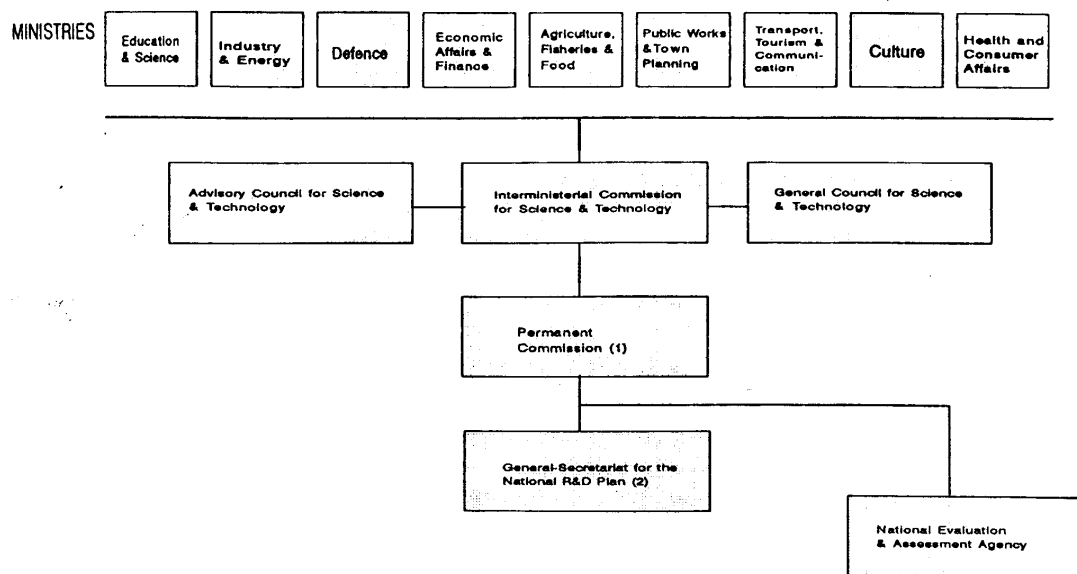 MINISTRIES
Education
& Science
Industry
& Energy
Defence
Economic
Affairs &
Finance
Agriculture,
Fisheries &
Food
Public Works
& Town
Planning
Transport,
Tourism &
Communi-
cation
Culture
Health and
Consumer
Affairs
Advisory Council for Science
& Technology
Interministerial Commission
for Science & Technology
General Council for Science
& Technology
Permanent
Commission (1)
General-Secretariat for the
National R&D Plan (2)
National Evaluation
& Assessment Agency